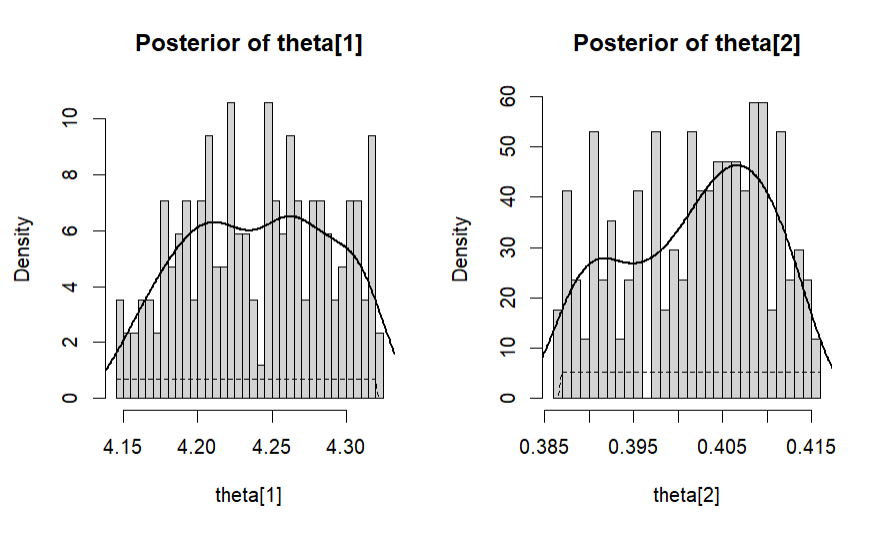 Posterior of theta[1]
Density
0 2 4 6 8 10
4.15 4.20 4.25 4.30
theta[1]
Posterior of theta[2]
Density
0 10 20 30 40 50 60
0.385 0.395 0.405 0.415
theta[2]